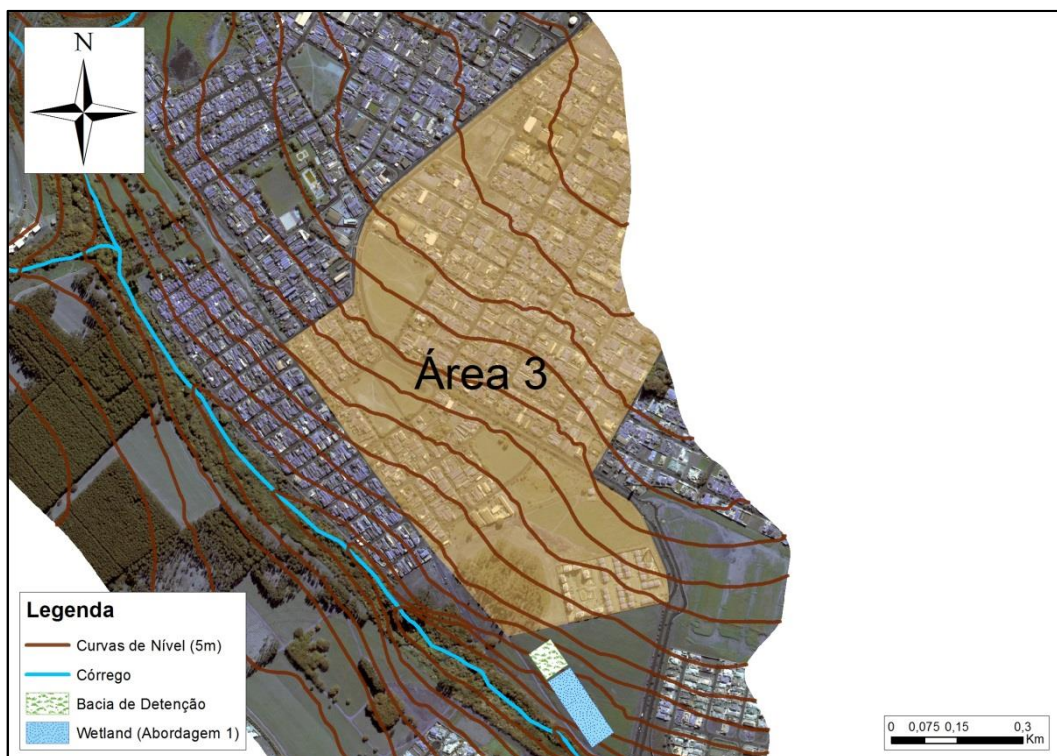 N
Área 3
Legenda
Curvas de Nível (5m)
Córrego
Bacia de Detenção
Wetland (Abordagem 1)
0 0,075 0,15 0,3
Km